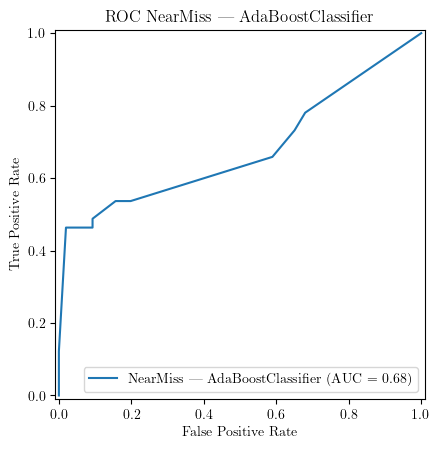 ROC NearMiss — AdaBoostClassifier
1.0
0.8
0.6
0.4
0.2
0.0
True Positive Rate
NearMiss — AdaBoostClassifier (AUC = 0.68)
0.0 0.2 0.4 0.6 0.8 1.0
False Positive Rate